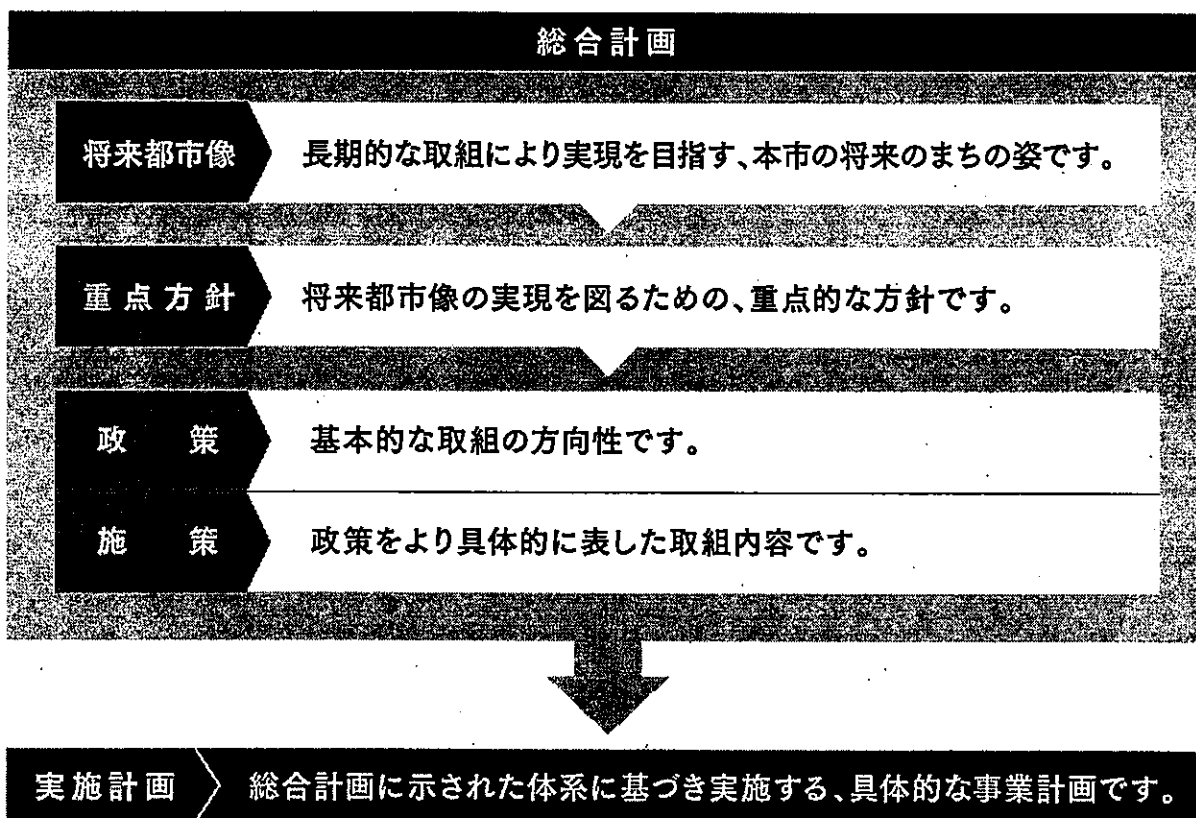 総合計画
将来都市像 長期的な取組により実現を目指す、本市の将来のまちの姿です。
重点方針 将来都市像の実現を図るための、重点的な方針です。
政策 基本的な取組の方向性です。
施策 政策をより具体的に表した取組内容です。
実施計画 総合計画に示された体系に基づき実施する、具体的な事業計画です。